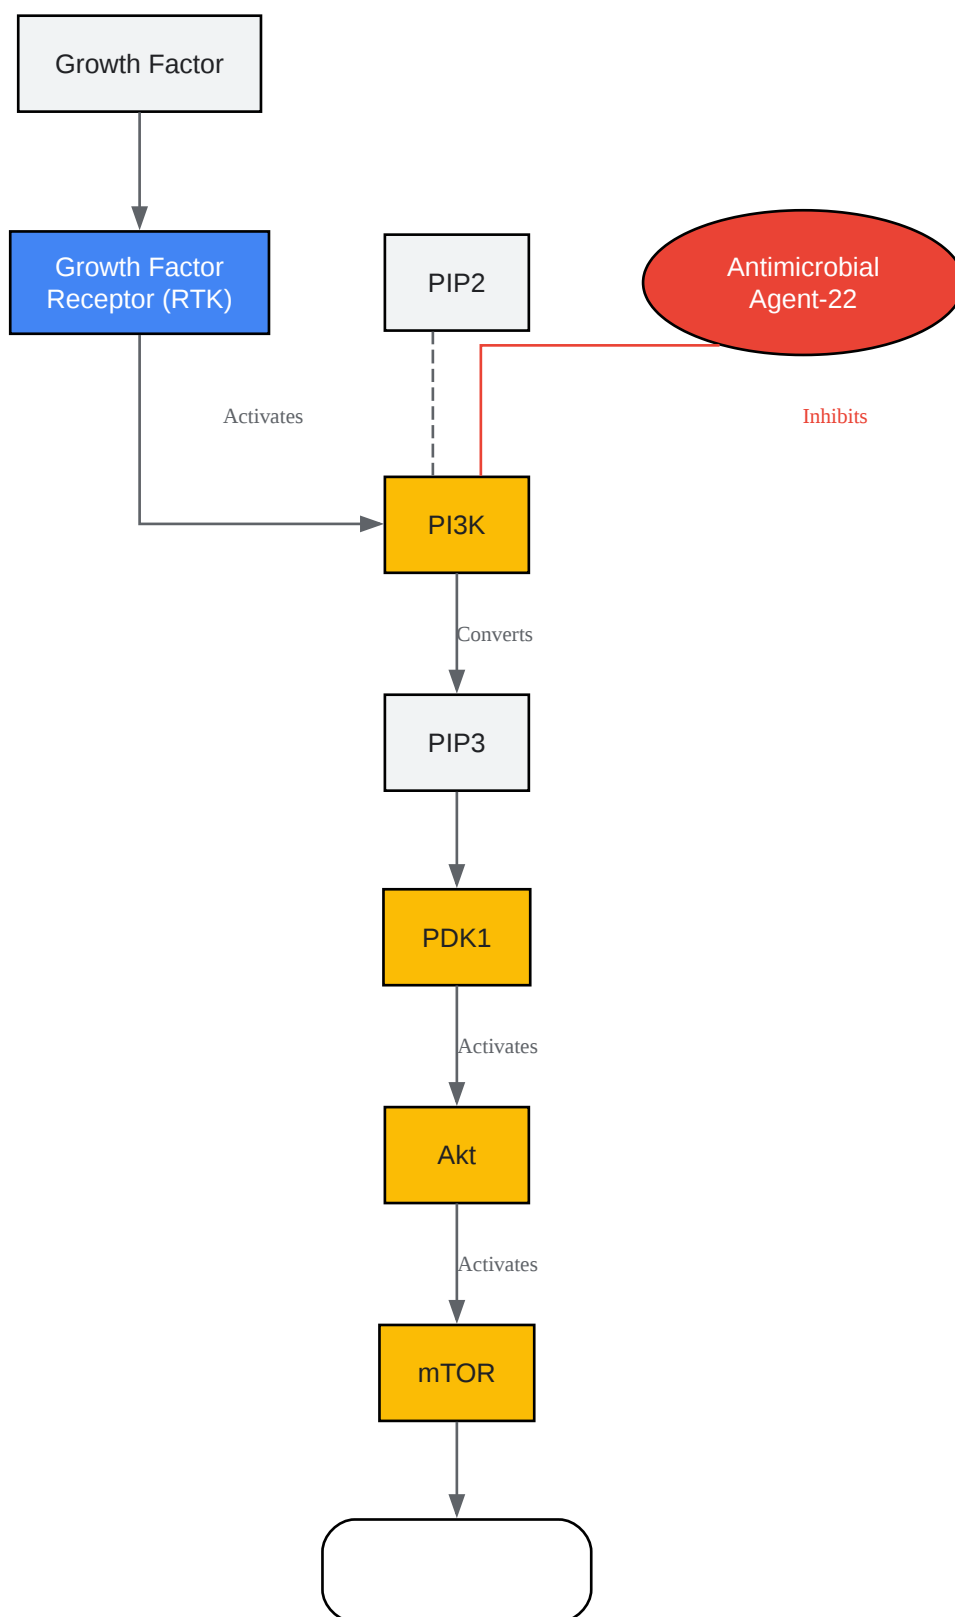 Growth Factor
Growth Factor
Receptor (RTK)
PIP2
Antimicrobial
Agent-22
Activates
Inhibits
PI3K
Converts
PIP3
PDK1
Activates
Akt
Activates
mTOR